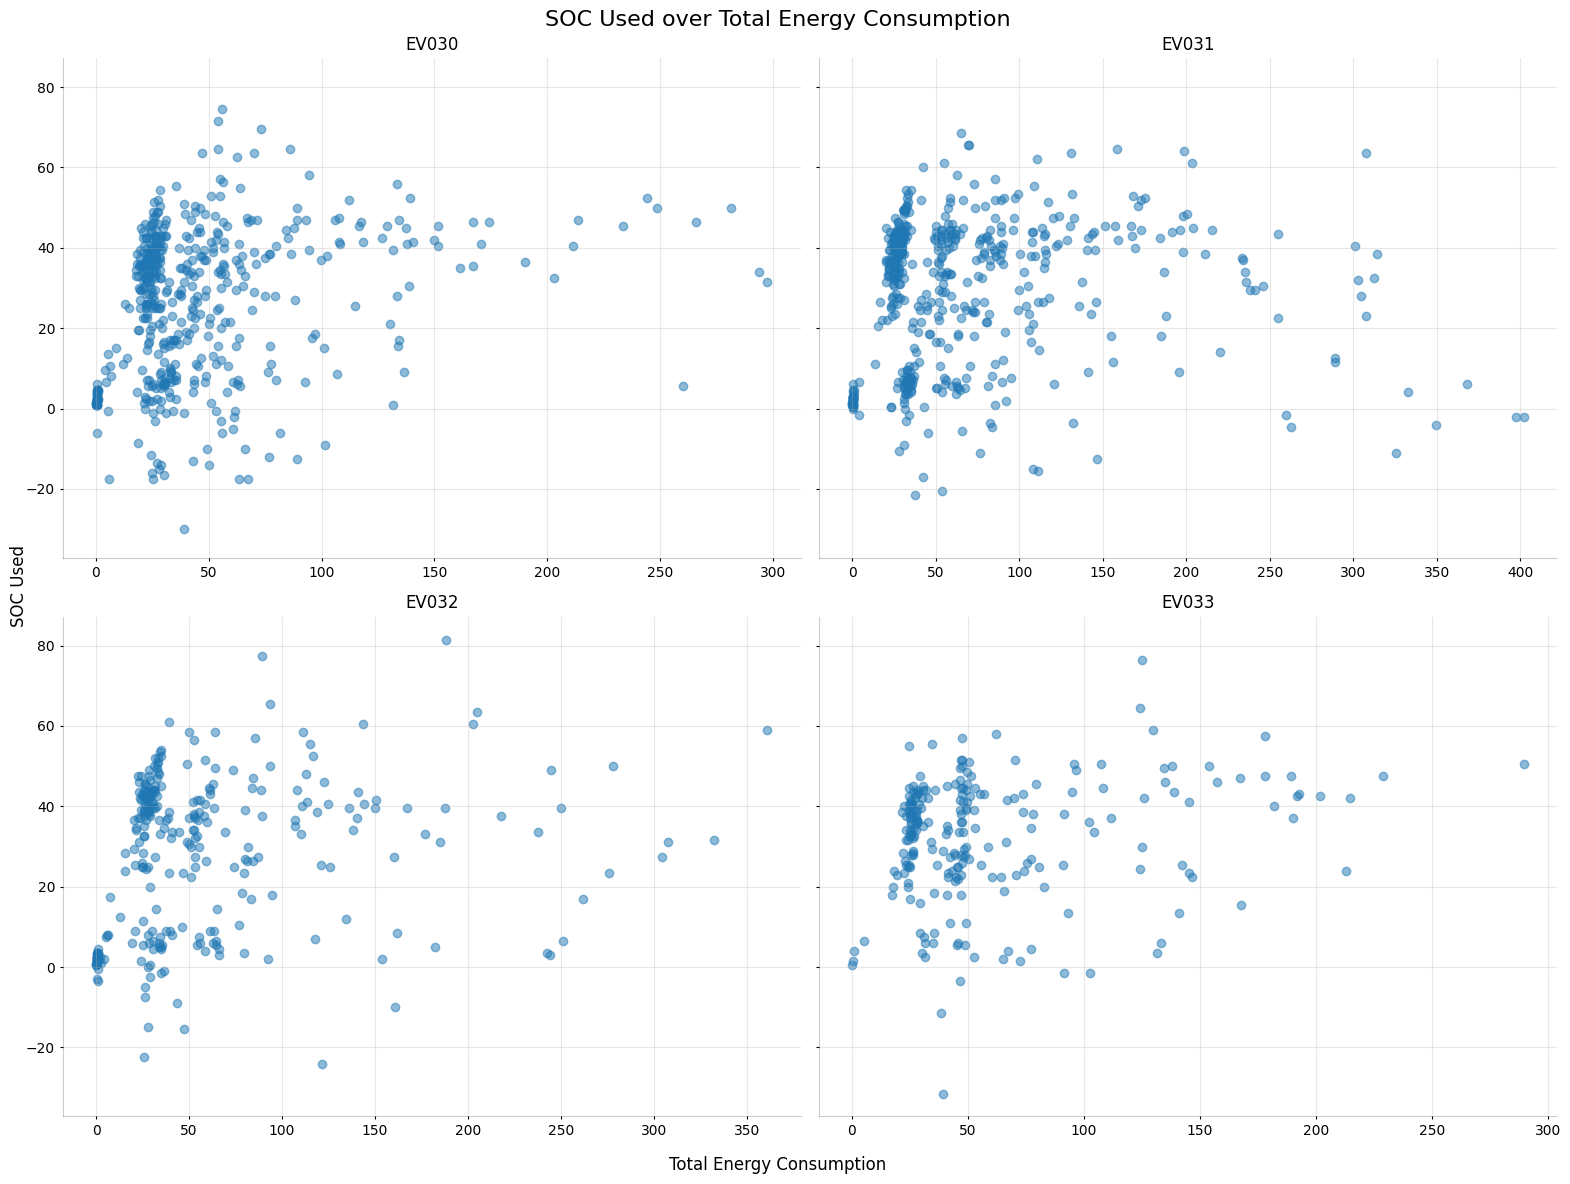 SOC Used over Total Energy Consumption
EV030
EV031
80
60
40
20
0
−20
0 50 100 150 200 250 300
0 50 100 150 200 250 300 350 400
SOC Used
EV032
EV033
80
60
40
20
0
−20
0 50 100 150 200 250 300 350
0 50 100 150 200 250 300
Total Energy Consumption